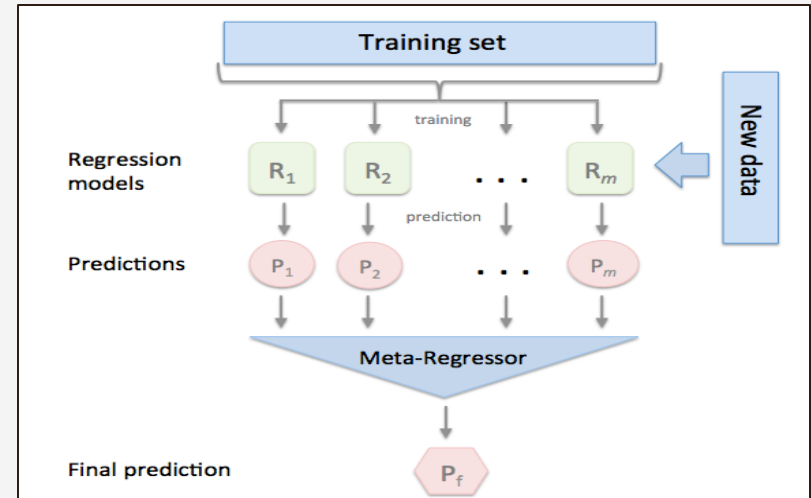 Training set
training
New data
Regression
models
R1
R2
. . .
Rm
prediction
Predictions
P1
P2
. . .
Pm
Meta-Regressor
Final prediction
Pf